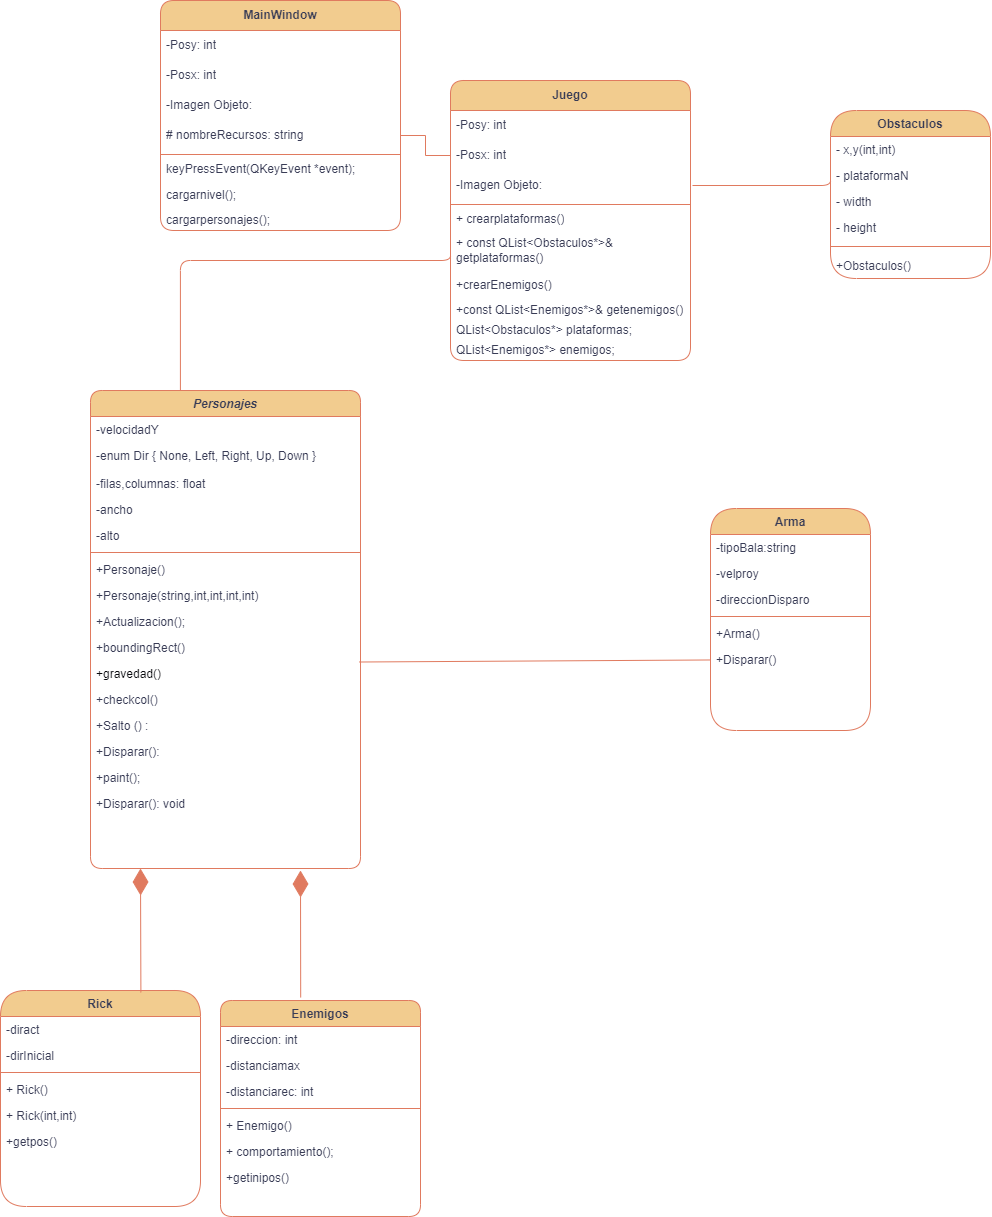 MainWindow
-Posy: int
-Posx: int
-Imagen Objeto:
# nombreRecursos: string
keyPressEvent(QKeyEvent *event);
cargarnivel();
cargarpersonajes();
Juego
-Posy: int
-Posx: int
-Imagen Objeto:
+ crearplataformas()
+ const QList<Obstaculos*>&
getplataformas()
+crearEnemigos()
+const QList<Enemigos*>& getenemigos()
QList<Obstaculos*> plataformas;
QList<Enemigos*> enemigos;
Obstaculos
- x,y(int,int)
- plataformaN
- width
- height
+Obstaculos()
Personajes
-velocidadY
-enum Dir { None, Left, Right, Up, Down }
-filas,columnas: float
-ancho
-alto
+Personaje()
+Personaje(string,int,int,int,int)
+Actualizacion();
+boundingRect()
+gravedad()
+checkcol()
+Salto () :
+Disparar():
+paint();
+Disparar(): void
Arma
-tipoBala:string
-velproy
-direccionDisparo
+Arma()
+Disparar()
Rick
-diract
-dirInicial
+ Rick()
+ Rick(int,int)
+getpos()
Enemigos
-direccion: int
-distanciamax
-distanciarec: int
+ Enemigo()
+ comportamiento();
+getinipos()